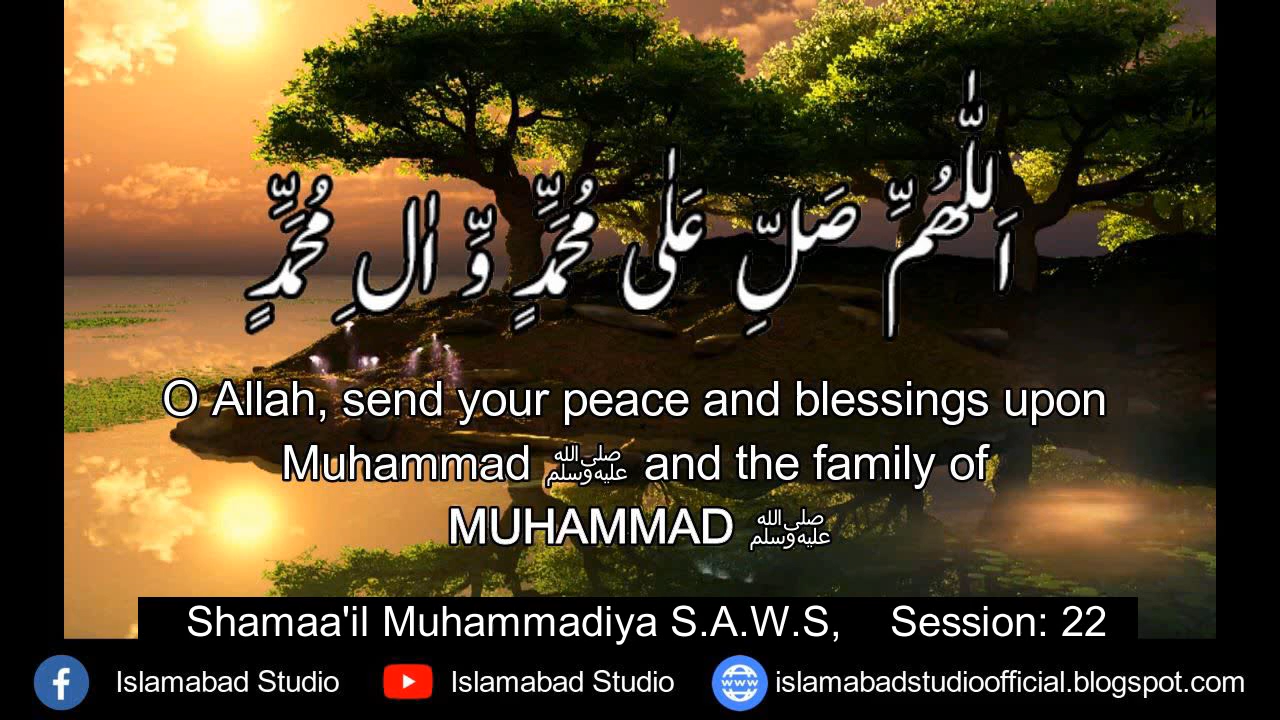 اَللّٰھُمَّ صَلِّ عَلٰی مُحَمَّدٍ وَّ اٰلِ مُحَمَّدٍ
O Allah, send your peace and blessings upon
Muhammad ﷺ and the family of
MUHAMMAD ﷺ
Shamaa'il Muhammadiya S.A.W.S, Session: 22
Islamabad Studio Islamabad Studio www islamabadstudioofficial.blogspot.com